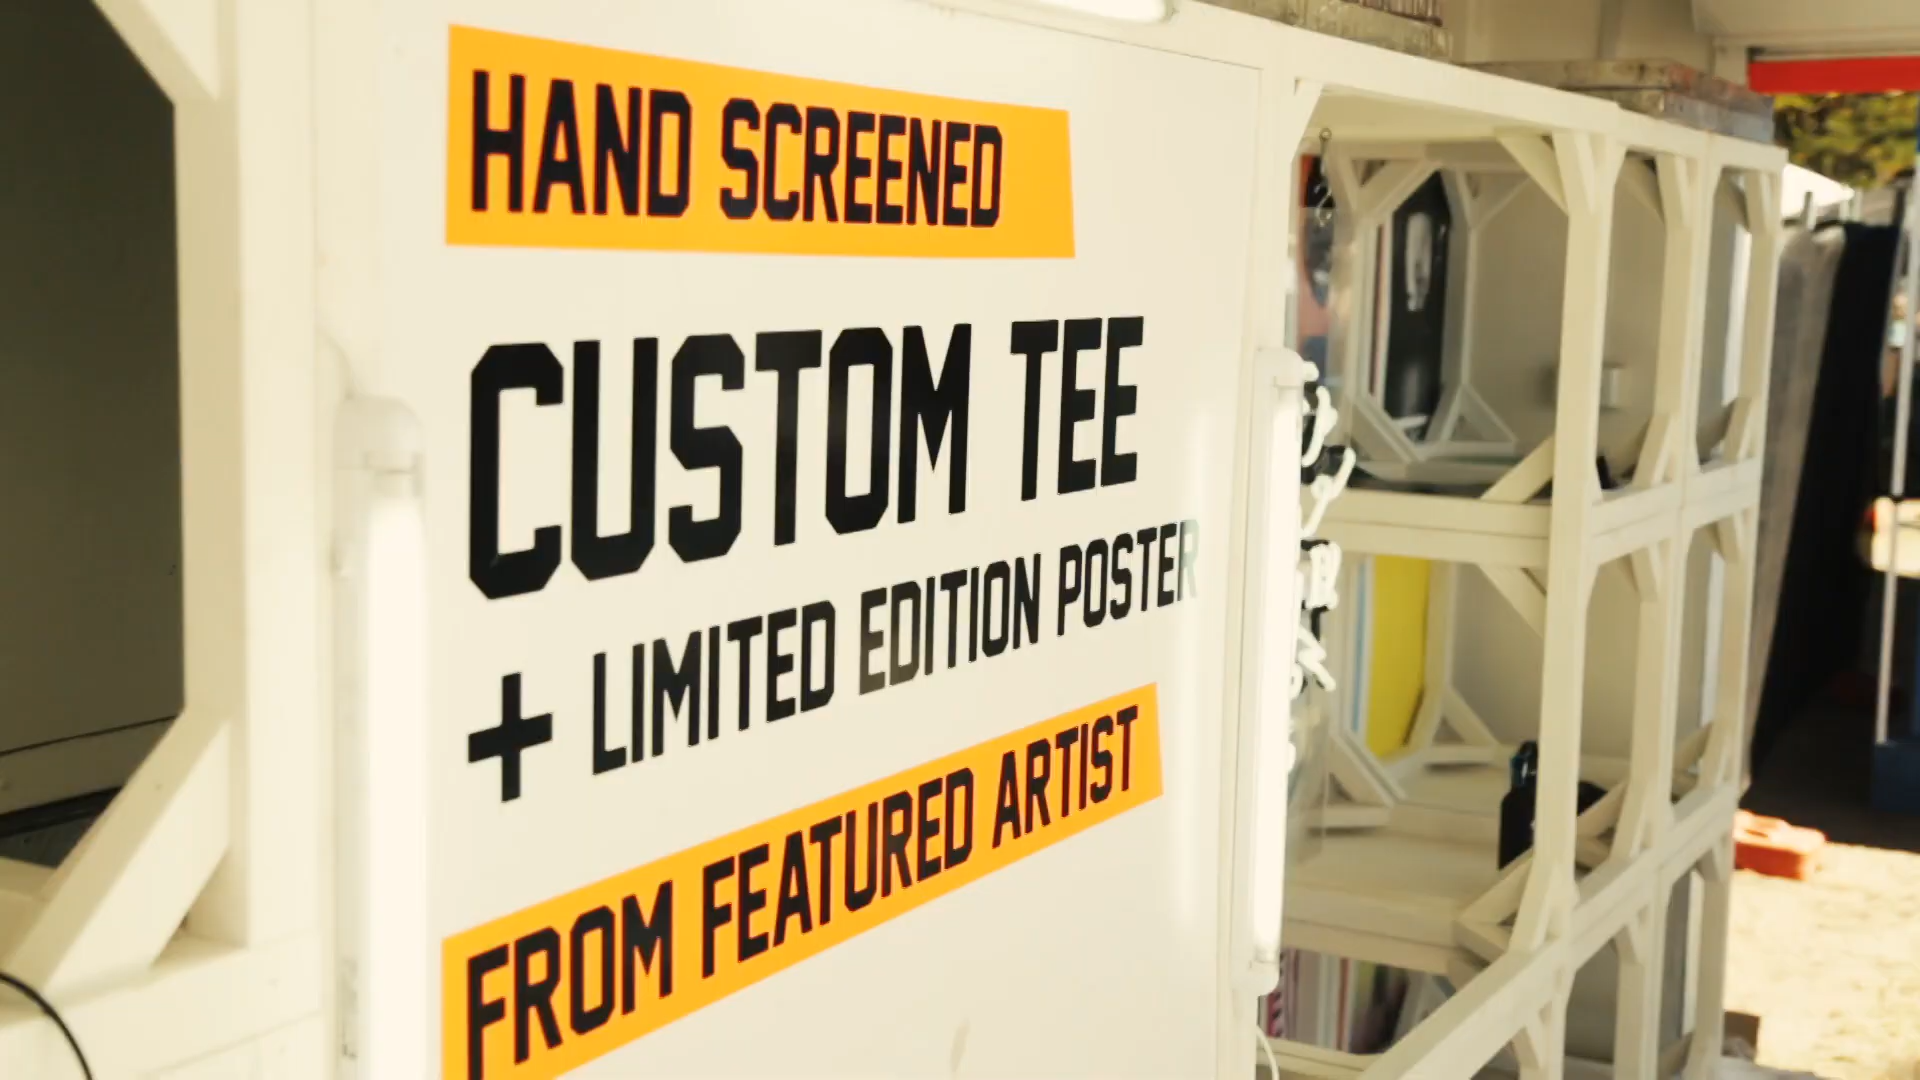 HAND SCREENED
CUSTOM TEE
+ LIMITED EDITION POSTER
FROM FEATURED ARTIST